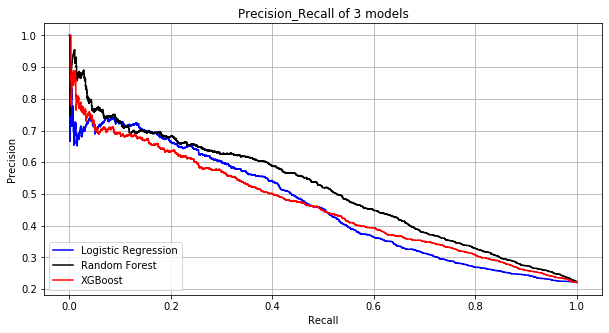 Precision_Recall of 3 models
Precision
1.0
0.9
0.8
0.7
0.6
0.5
0.4
0.3
0.2
Logistic Regression
Random Forest
XGBoost
0.0 0.2 0.4 0.6 0.8 1.0
Recall